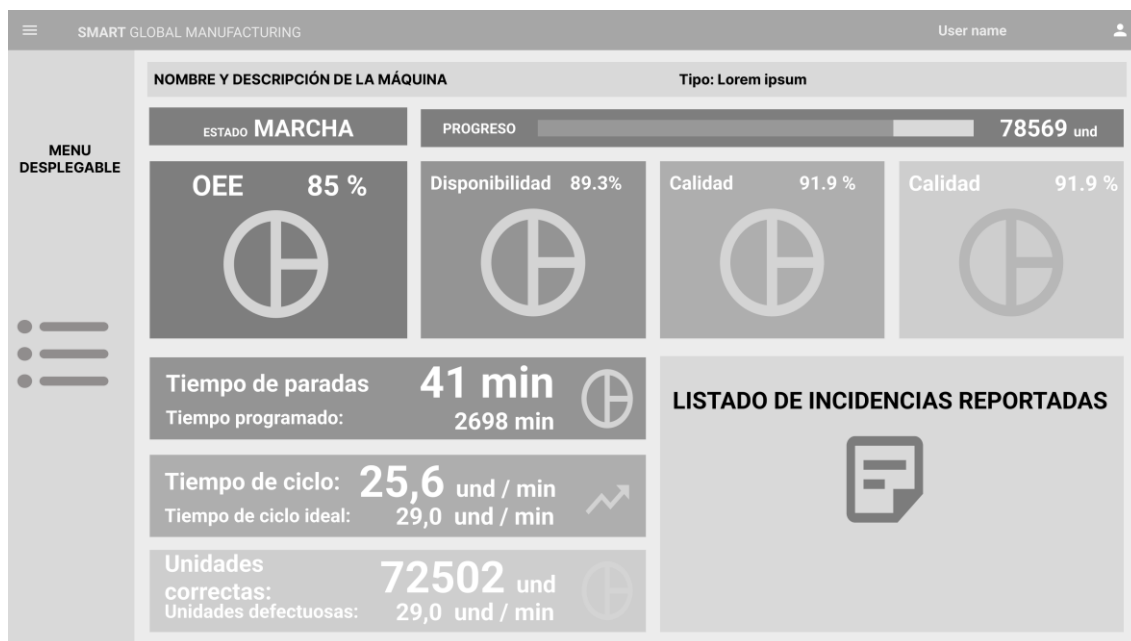 SMART GLOBAL MANUFACTURING
User name
NOMBRE Y DESCRIPCIÓN DE LA MÁQUINA
Tipo: Lorem ipsum
MENU
DESPLEGABLE
ESTADO MARCHA
PROGRESO
78569 und
OEE 85 %
Disponibilidad 89.3%
Calidad 91.9 %
Calidad 91.9 %
Tiempo de paradas 41 min
Tiempo programado: 2698 min
Tiempo de ciclo: 25,6 und / min
Tiempo de ciclo ideal: 29,0 und / min
Unidades
correctas: 72502 und
Unidades defectuosas: 29,0 und / min
LISTADO DE INCIDENCIAS REPORTADAS